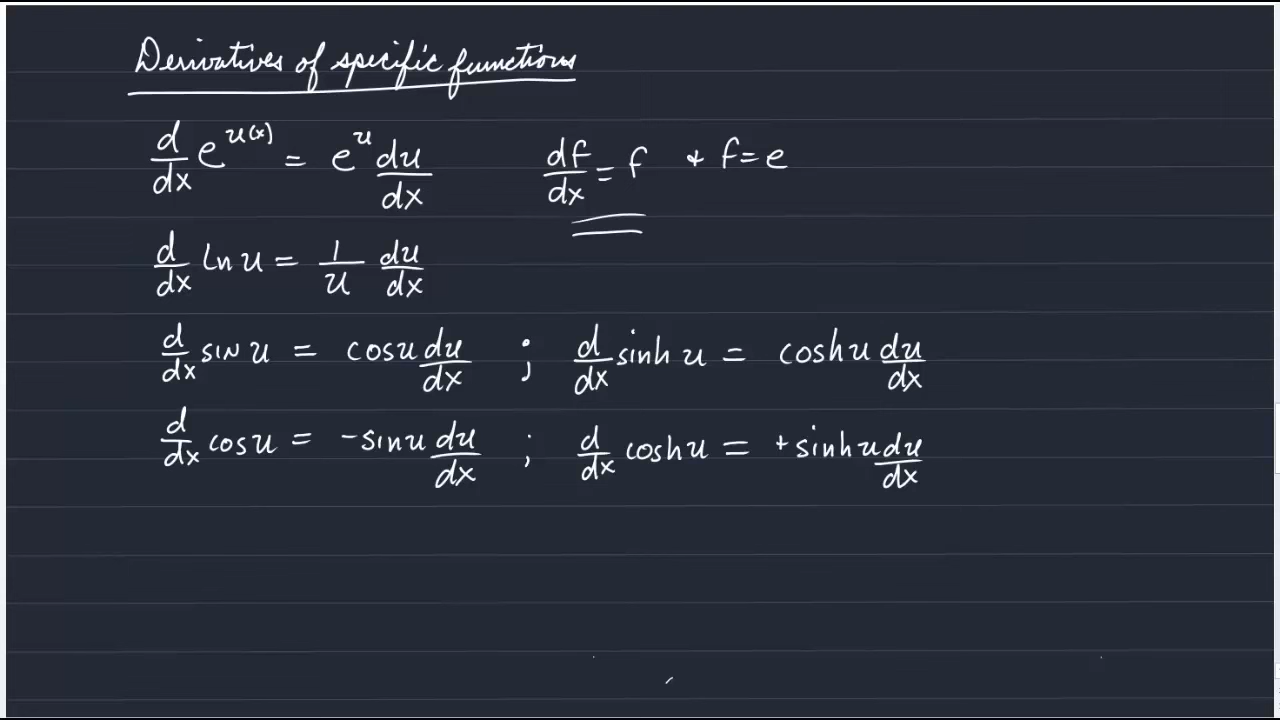 Derivatives of specific functions
d/dx e^u(x) = e^u du/dx df/dx = f + f = e
d/dx ln u = 1/u du/dx
d/dx sin u = cos u du/dx ; d/dx sinh u = cosh u du/dx
d/dx cos u = -sin u du/dx ; d/dx cosh u = + sinh u du/dx